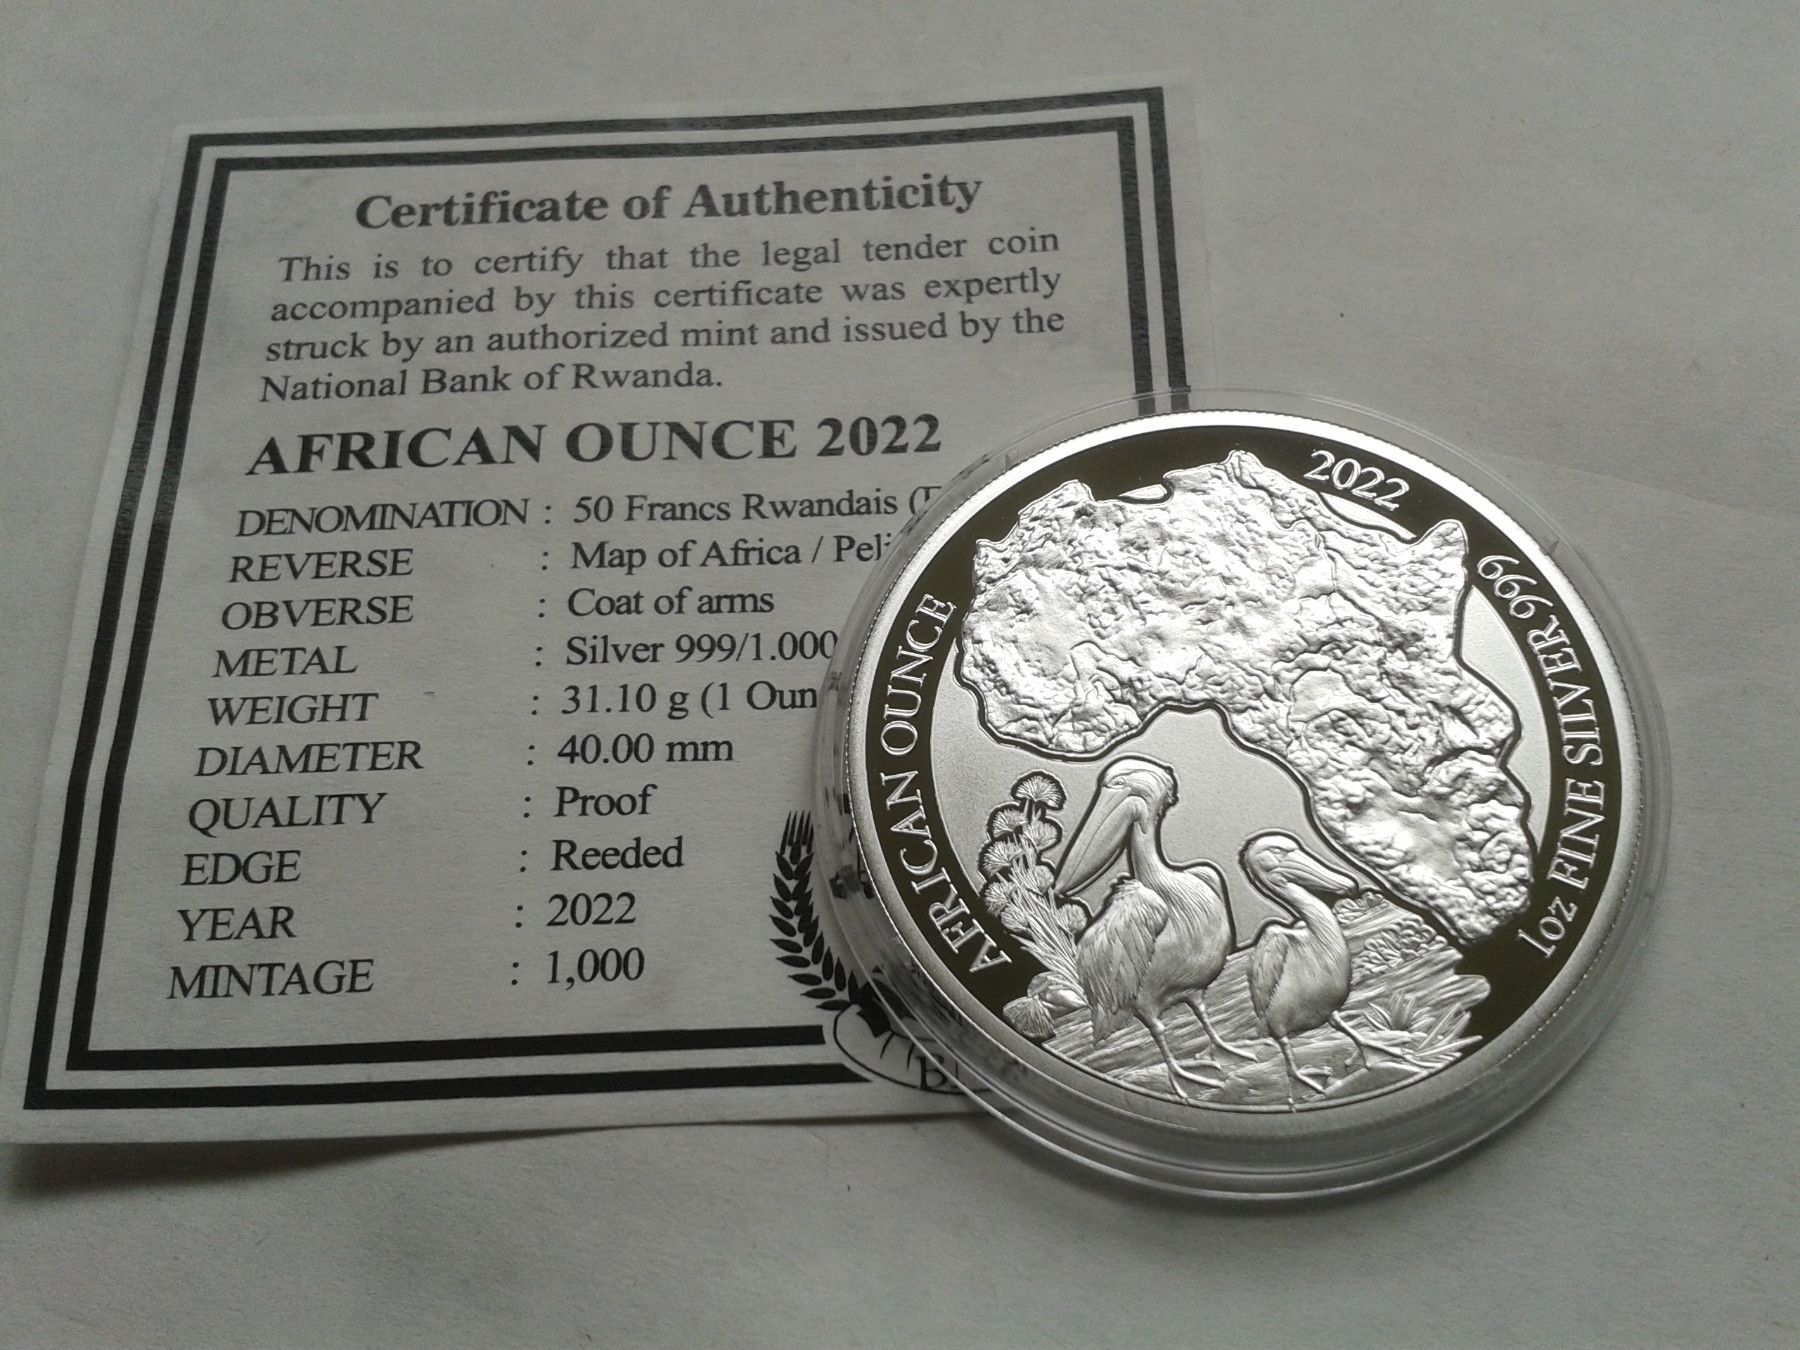 Certificate of Authenticity
This is to certify that the legal tender coin
accompanied by this certificate was expertly
struck by an authorized mint and issued by the
National Bank of Rwanda.
AFRICAN OUNCE 2022
DENOMINATION : 50 Francs Rwandais
REVERSE : Map of Africa /
OBVERSE : Coat of arms
METAL : Silver 999/1.000
WEIGHT : 31.10 g (1
DIAMETER : 40.00 mm
QUALITY : Proof
EDGE : Reeded
YEAR : 2022
MINTAGE : 1,000
AFRICAN OUNCE
2022
1oz FINE SILVER 999